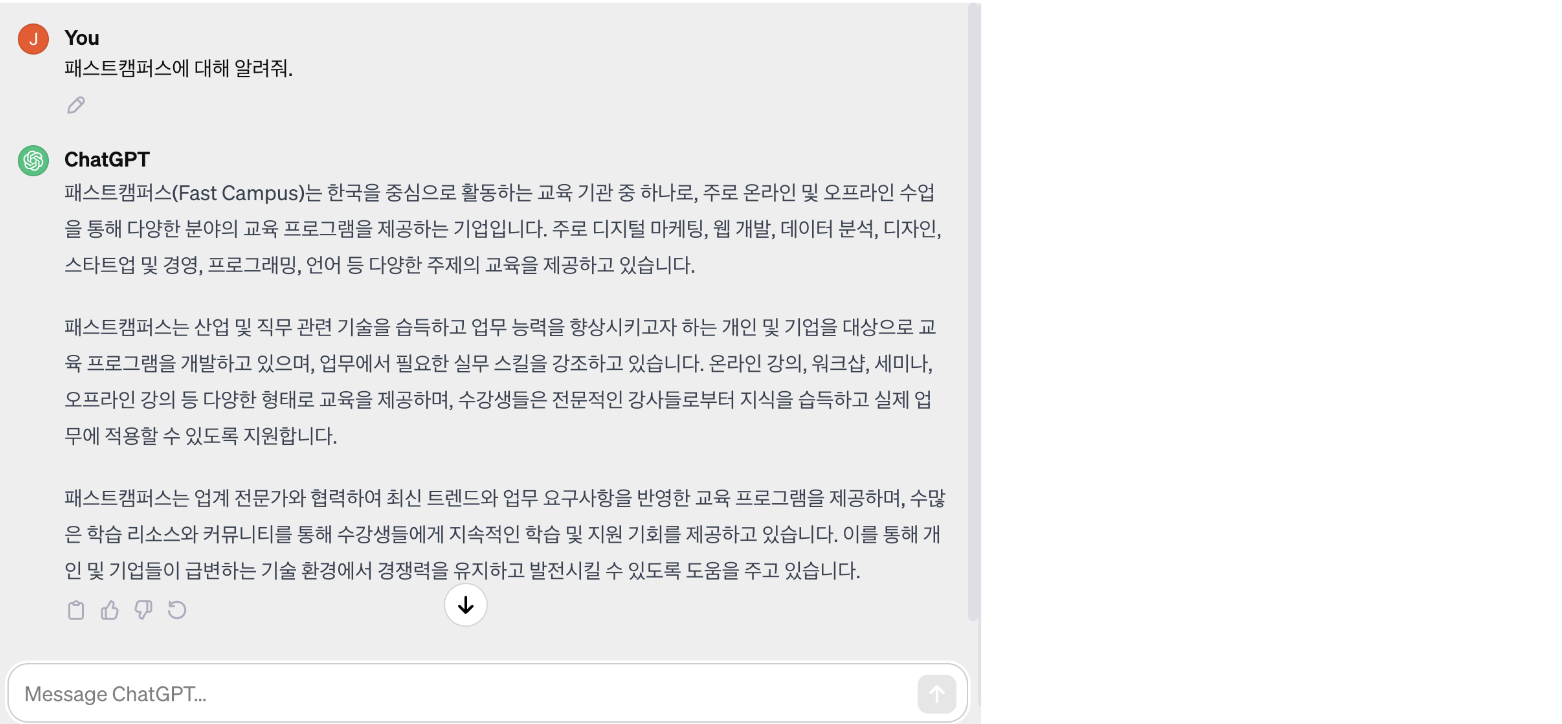 J
You
패스트캠퍼스에 대해 알려줘.
ChatGPT
패스트캠퍼스(Fast Campus)는 한국을 중심으로 활동하는 교육 기관 중 하나로, 주로 온라인 및 오프라인 수업
을 통해 다양한 분야의 교육 프로그램을 제공하는 기업입니다. 주로 디지털 마케팅, 웹 개발, 데이터 분석, 디자인,
스타트업 및 경영, 프로그래밍, 언어 등 다양한 주제의 교육을 제공하고 있습니다.
패스트캠퍼스는 산업 및 직무 관련 기술을 습득하고 업무 능력을 향상시키고자 하는 개인 및 기업을 대상으로 교
육 프로그램을 개발하고 있으며, 업무에서 필요한 실무 스킬을 강조하고 있습니다. 온라인 강의, 워크샵, 세미나,
오프라인 강의 등 다양한 형태로 교육을 제공하며, 수강생들은 전문적인 강사들로부터 지식을 습득하고 실제 업
무에 적용할 수 있도록 지원합니다.
패스트캠퍼스는 업계 전문가와 협력하여 최신 트렌드와 업무 요구사항을 반영한 교육 프로그램을 제공하며, 수많
은 학습 리소스와 커뮤니티를 통해 수강생들에게 지속적인 학습 및 지원 기회를 제공하고 있습니다. 이를 통해 개
인 및 기업들이 급변하는 기술 환경에서 경쟁력을 유지하고 발전시킬 수 있도록 도움을 주고 있습니다.
Message ChatGPT...